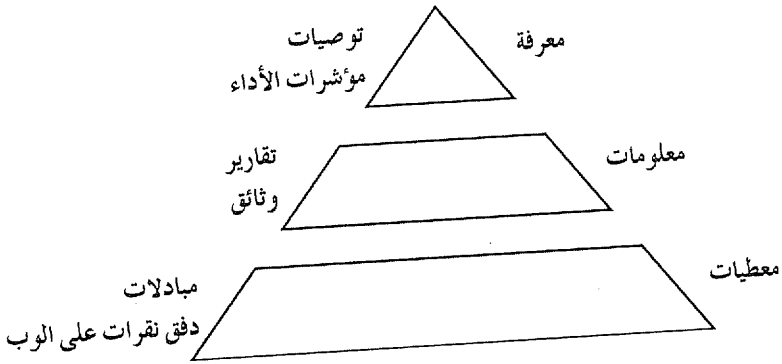 معرفة
توصيات
مؤشرات الأداء
معلومات
تقارير
وثائق
معطيات
مبادلات
دفق نقرات على الوب